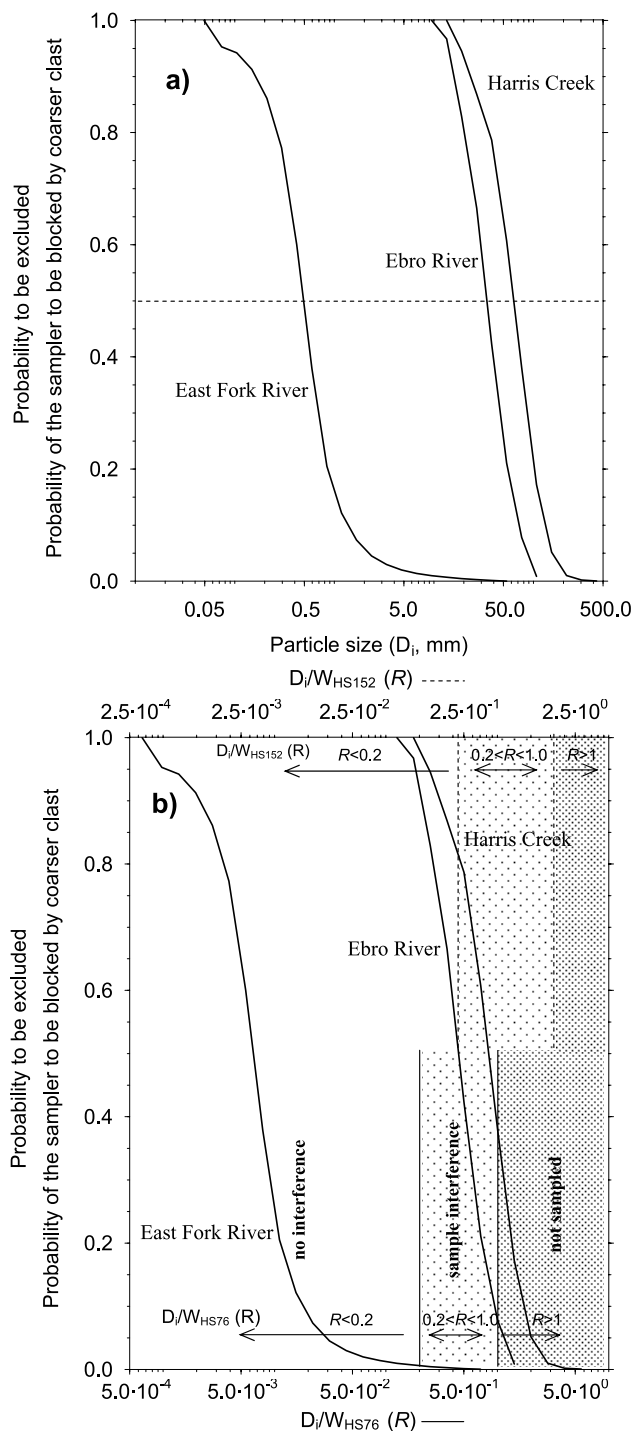 Probability to be excluded
Probability of the sampler to be blocked by coarser clast
1.0
0.8
0.6
0.4
0.2
0.0
a)
Harris Creek
Ebro River
East Fork River
0.05 0.5 5.0 50.0 500.0
Particle size (Di, mm)
Di/WHS152 (R) -----
2.5·10-4 2.5·10-3 2.5·10-2 2.5·10-1 2.5·100
Probability to be excluded
Probability of the sampler to be blocked by coarser clast
1.0
0.8
0.6
0.4
0.2
0.0
b)
Di/WHS152 (R) R<0.2 0.2<R<1.0 R>1
Harris Creek
Ebro River
no interference
sample interference
not sampled
East Fork River
Di/WHS76 (R) R<0.2 0.2<R<1.0 R>1
5.0·10-4 5.0·10-3 5.0·10-2 5.0·10-1 5.0·100
Di/WHS76 (R) ——